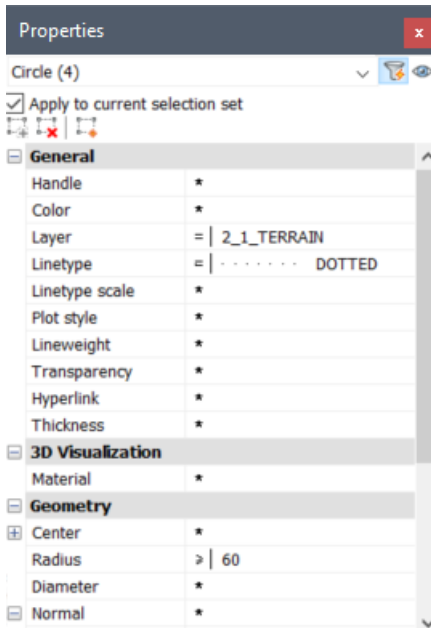 Properties
x
Circle (4)
Apply to current selection set
General
Handle *
Color *
Layer = 2_1_TERRAIN
Linetype = · · · · · · · DOTTED
Linetype scale *
Plot style *
Lineweight *
Transparency *
Hyperlink *
Thickness *
3D Visualization
Material *
Geometry
Center *
Radius ⩾ 60
Diameter *
Normal *